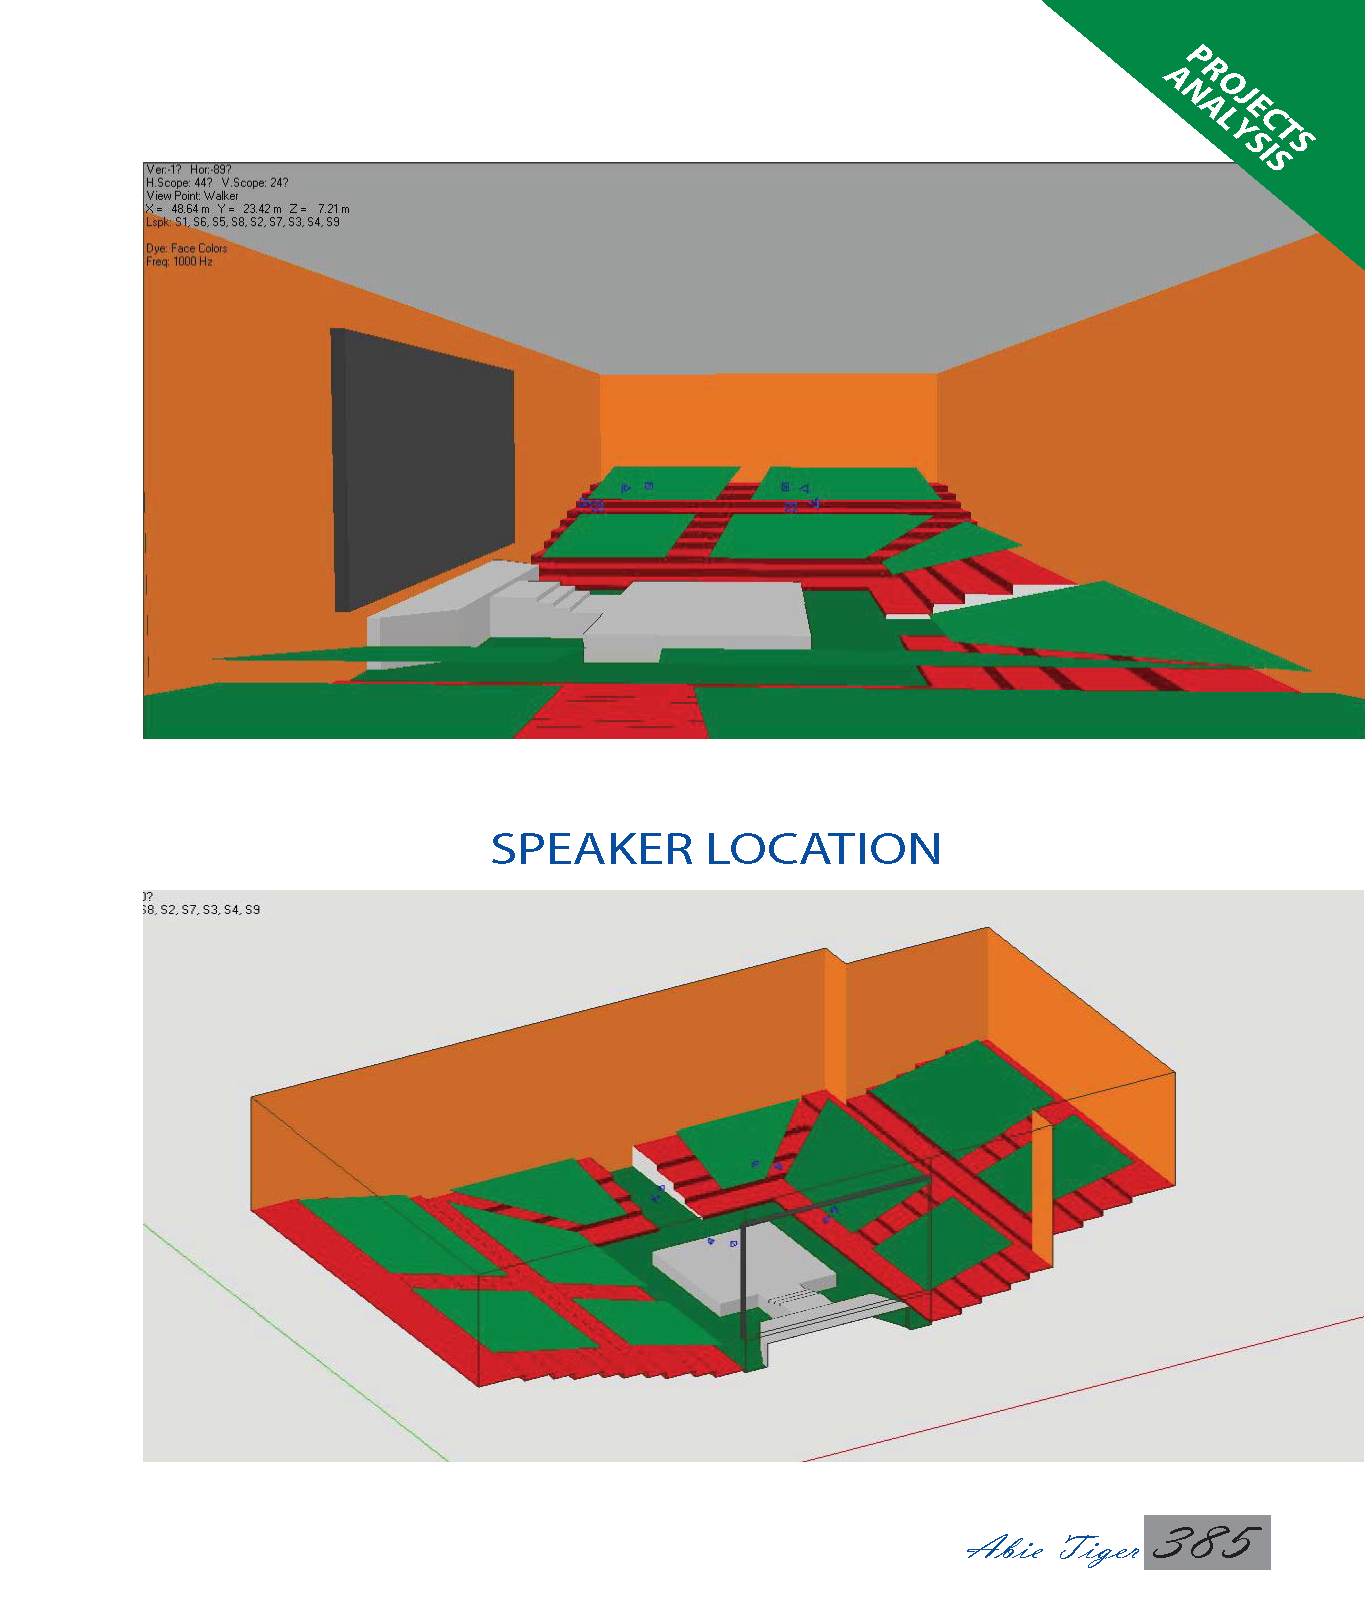 PROJECTS
ANALYSIS
Ver:-1? Hor:-89?
H.Scope: 44? V.Scope: 24?
View Point: Walker
X = 48.64 m Y = 23.42 m Z = 7.21 m
Lspk: S1, S6, S5, S8, S2, S7, S3, S4, S9
Dye: Face Colors
Freq: 1000 Hz
SPEAKER LOCATION
)?
S8, S2, S7, S3, S4, S9
Abie Tiger 385